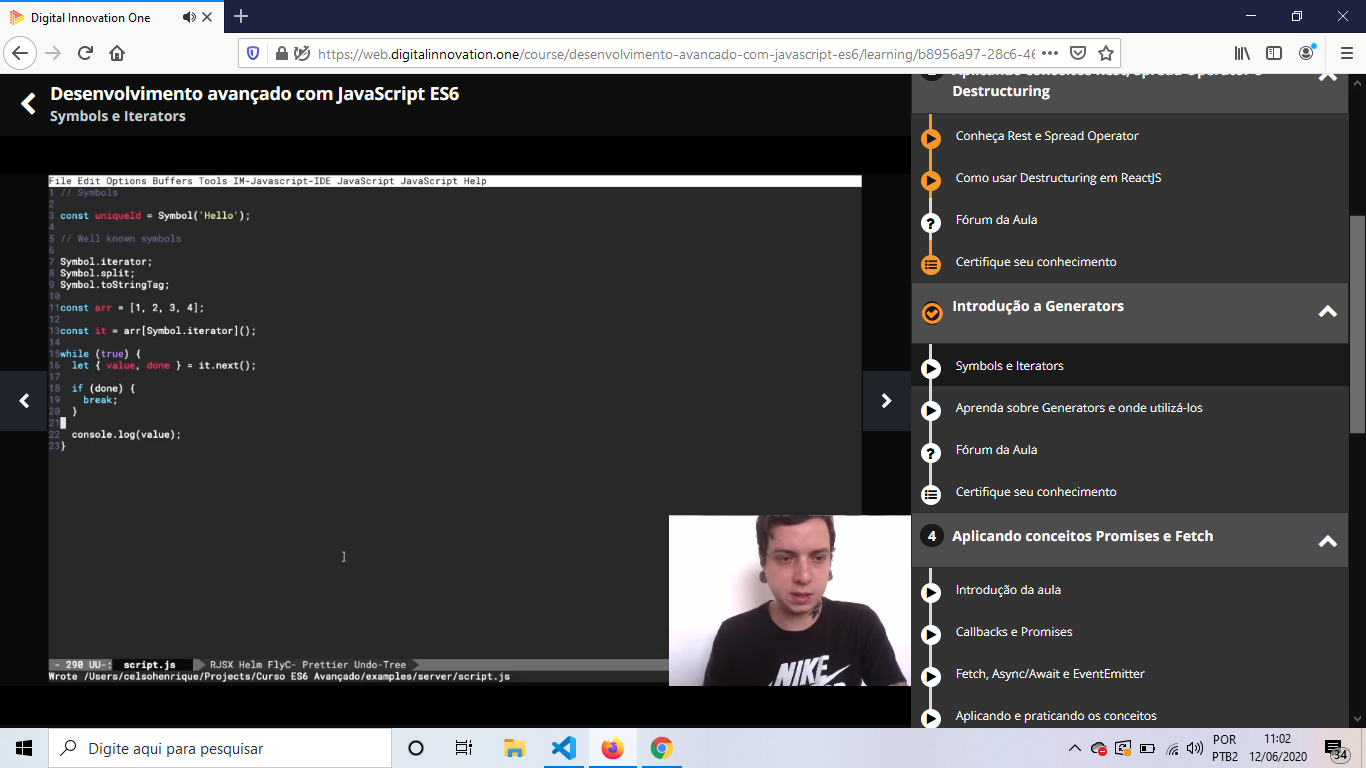 Digital Innovation One
https://web.digitalinnovation.one/course/desenvolvimento-avancado-com-javascript-es6/learning/b8956a97-28c6-46
Desenvolvimento avançado com JavaScript ES6
Symbols e Iterators
File Edit Options Buffers Tools IM-Javascript-IDE JavaScript JavaScript Help
1 // Symbols
2
3 const uniqueId = Symbol('Hello');
4
5 // Well known symbols
6
7 Symbol.iterator;
8 Symbol.split;
9 Symbol.toStringTag;
10
11 const arr = [1, 2, 3, 4];
12
13 const it = arr[Symbol.iterator]();
14
15 while (true) {
16   let { value, done } = it.next();
17
18   if (done) {
19     break;
20   }
21
22   console.log(value);
23 }
NIKE
- 290 UU-: script.js RJSX Helm FlyC- Prettier Undo-Tree
Wrote /Users/celsohenrique/Projects/Curso ES6 Avançado/examples/server/script.js
Destructuring
Conheça Rest e Spread Operator
Como usar Destructuring em ReactJS
? Fórum da Aula
Certifique seu conhecimento
Introdução a Generators
Symbols e Iterators
Aprenda sobre Generators e onde utilizá-los
? Fórum da Aula
Certifique seu conhecimento
4 Aplicando conceitos Promises e Fetch
Introdução da aula
Callbacks e Promises
Fetch, Async/Await e EventEmitter
Aplicando e praticando os conceitos
Digite aqui para pesquisar
POR
PTB2
11:02
12/06/2020
34